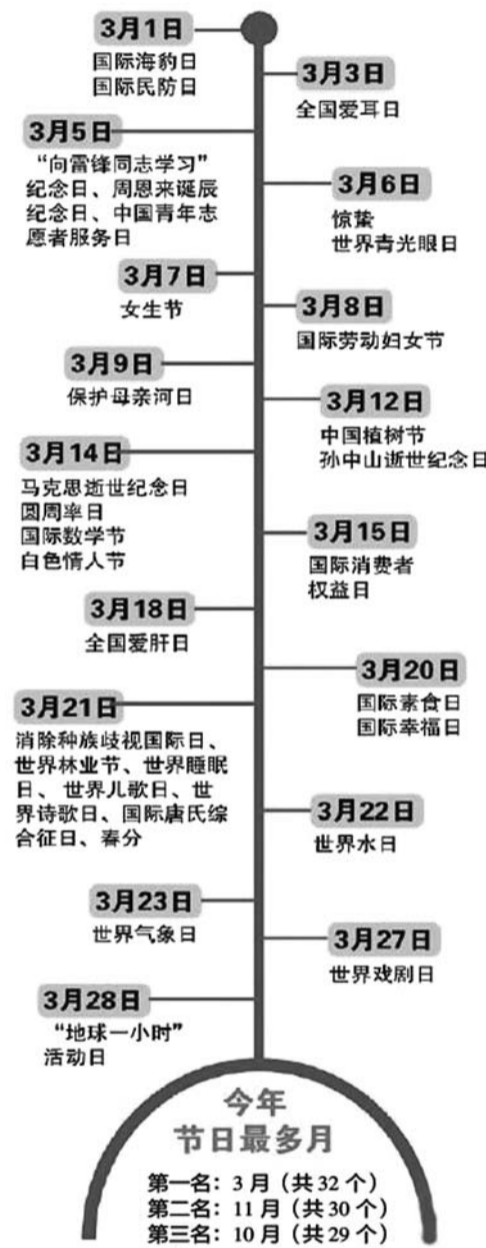 3月1日
国际海豹日
国际民防日
3月3日
全国爱耳日
3月5日
“向雷锋同志学习”
纪念日、周恩来诞辰
纪念日、中国青年志
愿者服务日
3月6日
惊蛰
世界青光眼日
3月7日
女生节
3月8日
国际劳动妇女节
3月9日
保护母亲河日
3月12日
中国植树节
孙中山逝世纪念日
3月14日
马克思逝世纪念日
圆周率日
国际数学节
白色情人节
3月15日
国际消费者
权益日
3月18日
全国爱肝日
3月20日
国际素食日
国际幸福日
3月21日
消除种族歧视国际日、
世界林业节、世界睡眠
日、世界儿歌日、世
界诗歌日、国际唐氏综
合征日、春分
3月22日
世界水日
3月23日
世界气象日
3月27日
世界戏剧日
3月28日
“地球一小时”
活动日
今年
节日最多月
第一名：3月（共32个）
第二名：11月（共30个）
第三名：10月（共29个）